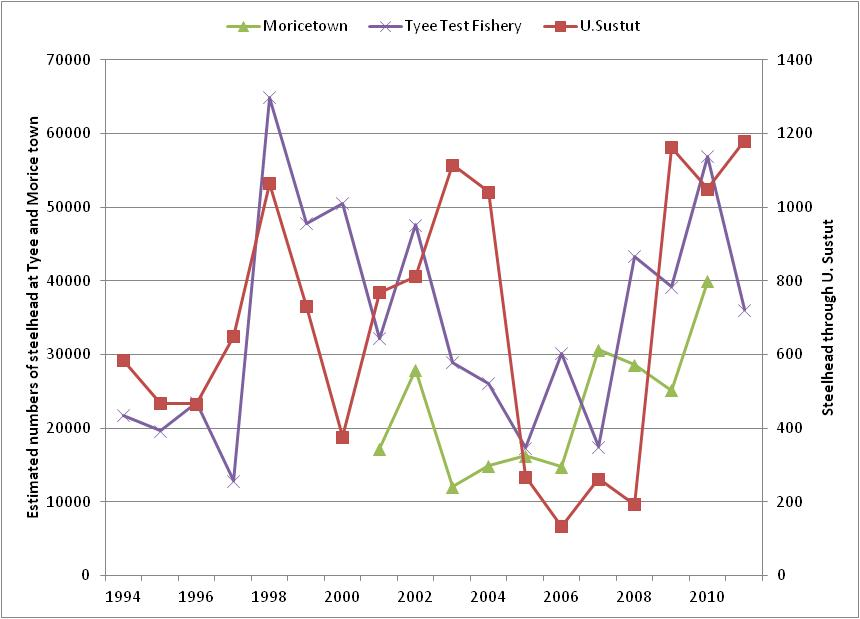 Moricetown Tyee Test Fishery U.Sustut
70000 1400
60000 1200
50000 1000
40000 800
30000 600
20000 400
10000 200
0 0
Estimated numbers of steelhead at Tyee and Morice town
Steelhead through U. Sustut
1994 1996 1998 2000 2002 2004 2006 2008 2010